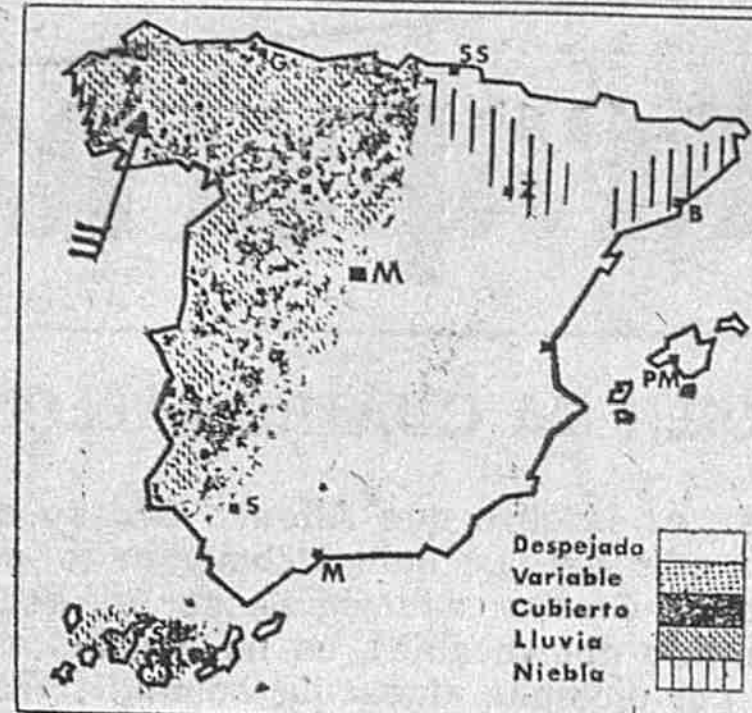 SS
G
V
Z
B
M
PM
S
M
Despejado
Variable
Cubierto
Lluvia
Niebla